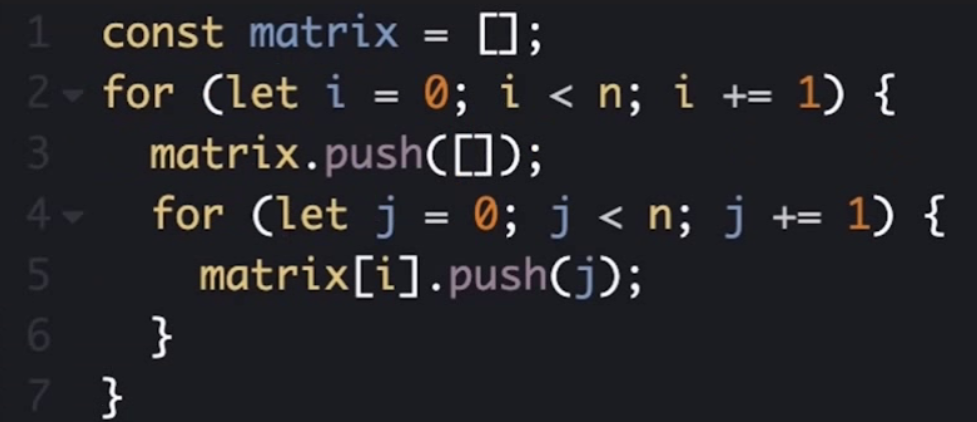 1 const matrix = [];
2 for (let i = 0; i < n; i += 1) {
3 matrix.push([]);
4 for (let j = 0; j < n; j += 1) {
5 matrix[i].push(j);
6 }
7 }